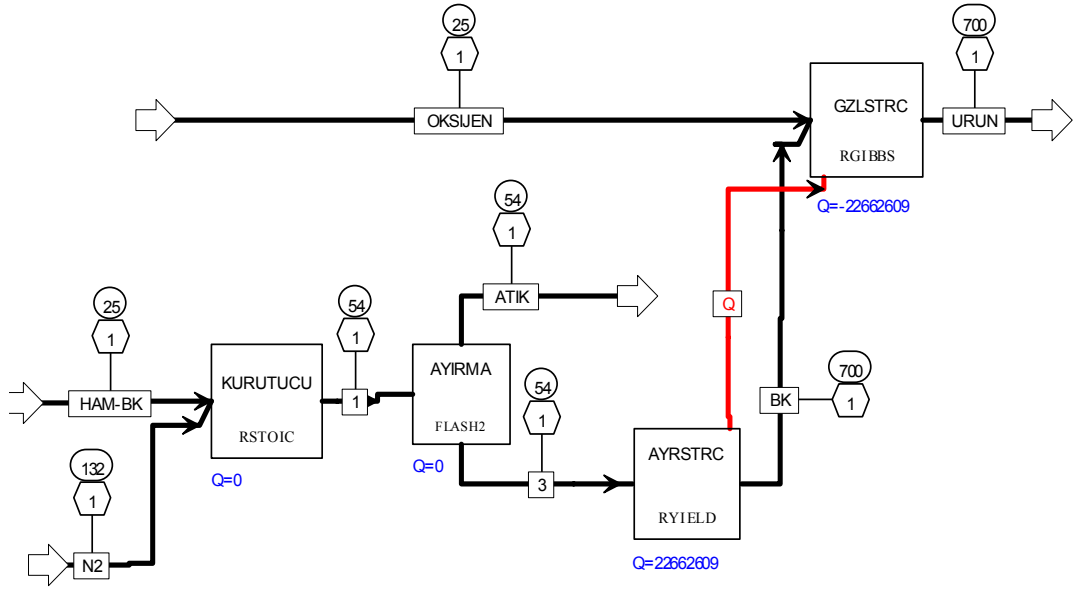 25
1
OKSIJEN
GZLSTRC
RGIBBS
Q=-22662609
700
1
URUN
54
1
ATIK
25
1
HAM-BK
132
1
N2
KURUTUCU
RSTOIC
Q=0
54
1
1
AYIRMA
FLASH2
Q=0
54
1
3
AYRSTRC
RYIELD
Q=22662609
Q
BK
700
1